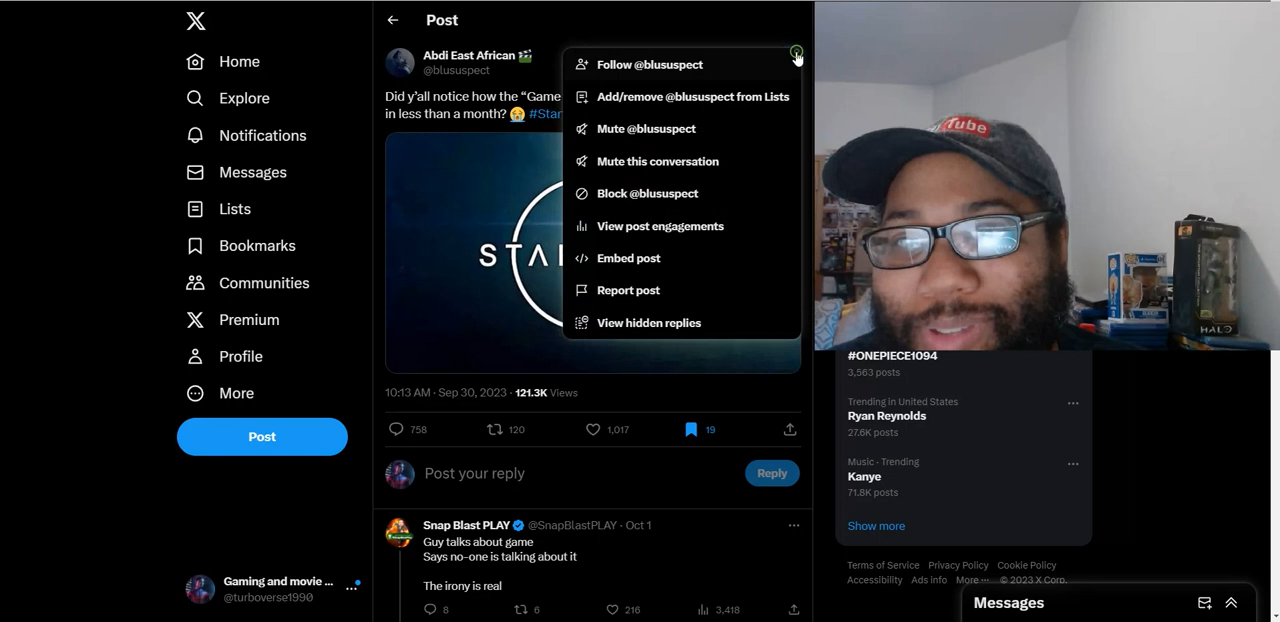 X
Home
Explore
Notifications
Messages
Lists
Bookmarks
Communities
Premium
Profile
More
Post
Gaming and movie ...
@turboverse1990
Post
Abdi East African 🎬
@blususpect
Did y'all notice how the "Game
in less than a month? 😭 #Star
STA
Follow @blususpect
Add/remove @blususpect from Lists
Mute @blususpect
Mute this conversation
Block @blususpect
View post engagements
Embed post
Report post
View hidden replies
10:13 AM · Sep 30, 2023 · 121.3K Views
758 120 1,017 19
Post your reply
Reply
Snap Blast PLAY @SnapBlastPLAY · Oct 1
Guy talks about game
Says no-one is talking about it
The irony is real
8 6 216 3,418
Tube
HALO
#ONEPIECE1094
3,563 posts
Trending in United States
Ryan Reynolds
27.6K posts
Music · Trending
Kanye
71.8K posts
Show more
Terms of Service Privacy Policy Cookie Policy
Accessibility Ads info More ··· © 2023 X Corp.
Messages